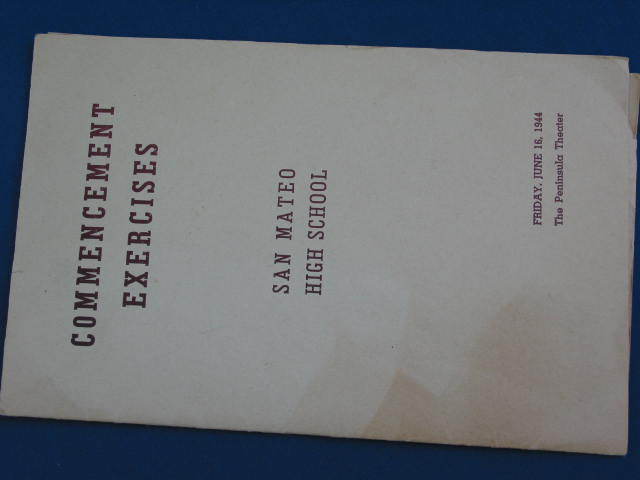 COMMENCEMENT
EXERCISES
SAN MATEO
HIGH SCHOOL
FRIDAY, JUNE 16, 1944
The Peninsula Theater